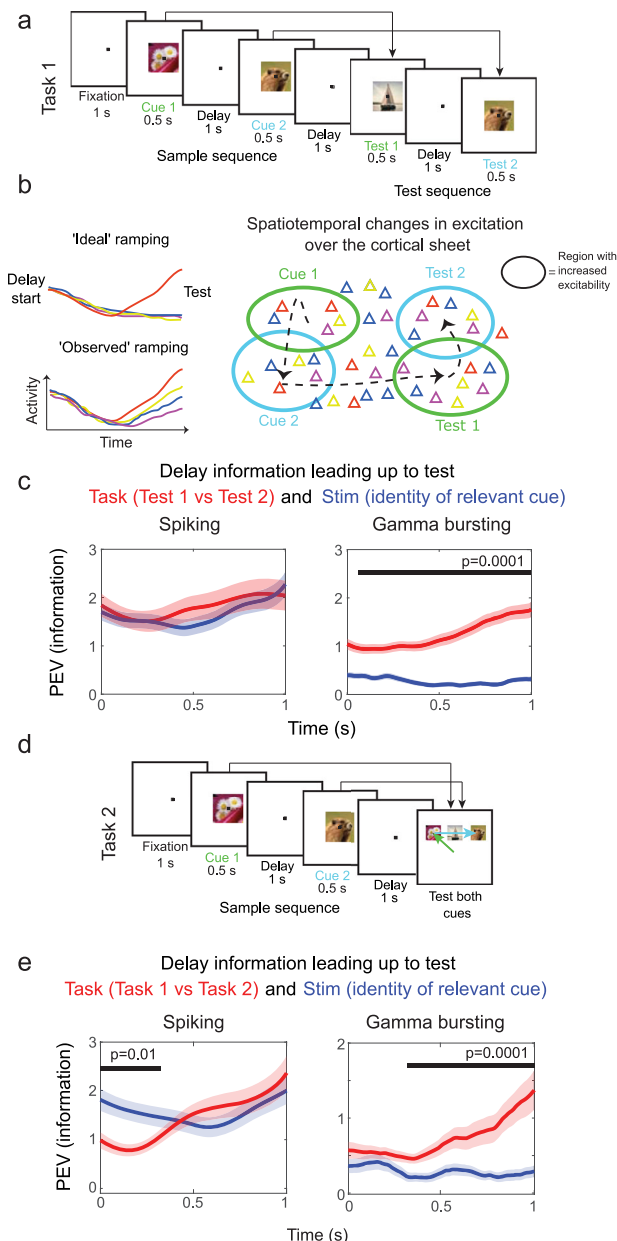 a
Task 1
Fixation
1 s
Cue 1
0.5 s
Delay
1 s
Cue 2
0.5 s
Delay
1 s
Test 1
0.5 s
Delay
1 s
Test 2
0.5 s
Sample sequence
Test sequence
b
'Ideal' ramping
Delay
start
Test
'Observed' ramping
Activity
Time
Spatiotemporal changes in excitation
over the cortical sheet
Cue 1
Test 2
Cue 2
Test 1
Region with
= increased
excitability
Delay information leading up to test
c
Task (Test 1 vs Test 2) and Stim (identity of relevant cue)
Spiking
Gamma bursting
PEV (information)
3
2
1
0
0
0.5
1
p=0.0001
3
2
1
0
0
0.5
1
Time (s)
d
Task 2
Fixation
1 s
Cue 1
0.5 s
Delay
1 s
Cue 2
0.5 s
Delay
1 s
Test both
cues
Sample sequence
e
Delay information leading up to test
Task (Task 1 vs Task 2) and Stim (identity of relevant cue)
Spiking
Gamma bursting
PEV (information)
p=0.01
3
2
1
0
0
0.5
1
p=0.0001
2
1
0
0
0.5
1
Time (s)